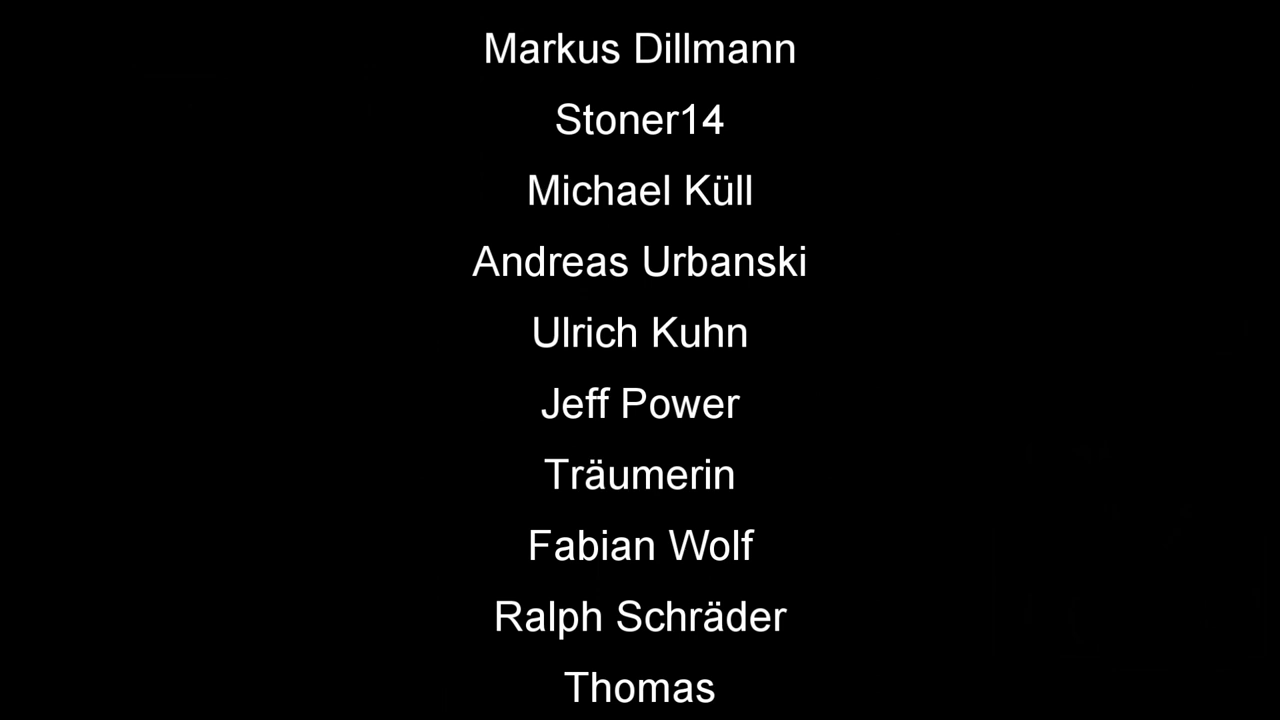 Markus Dillmann
Stoner14
Michael Küll
Andreas Urbanski
Ulrich Kuhn
Jeff Power
Träumerin
Fabian Wolf
Ralph Schräder
Thomas